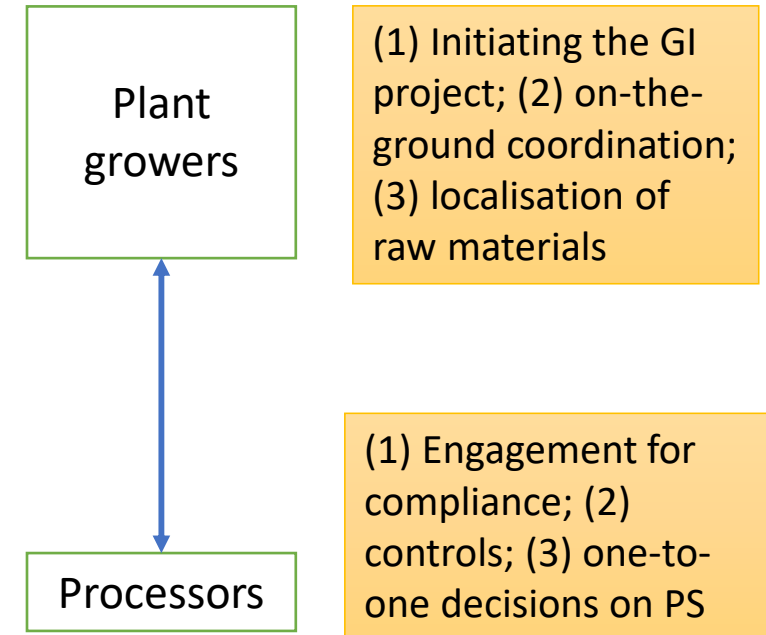 Plant
growers
(1) Initiating the GI
project; (2) on-the-
ground coordination;
(3) localisation of
raw materials
Processors
(1) Engagement for
compliance; (2)
controls; (3) one-to-
one decisions on PS